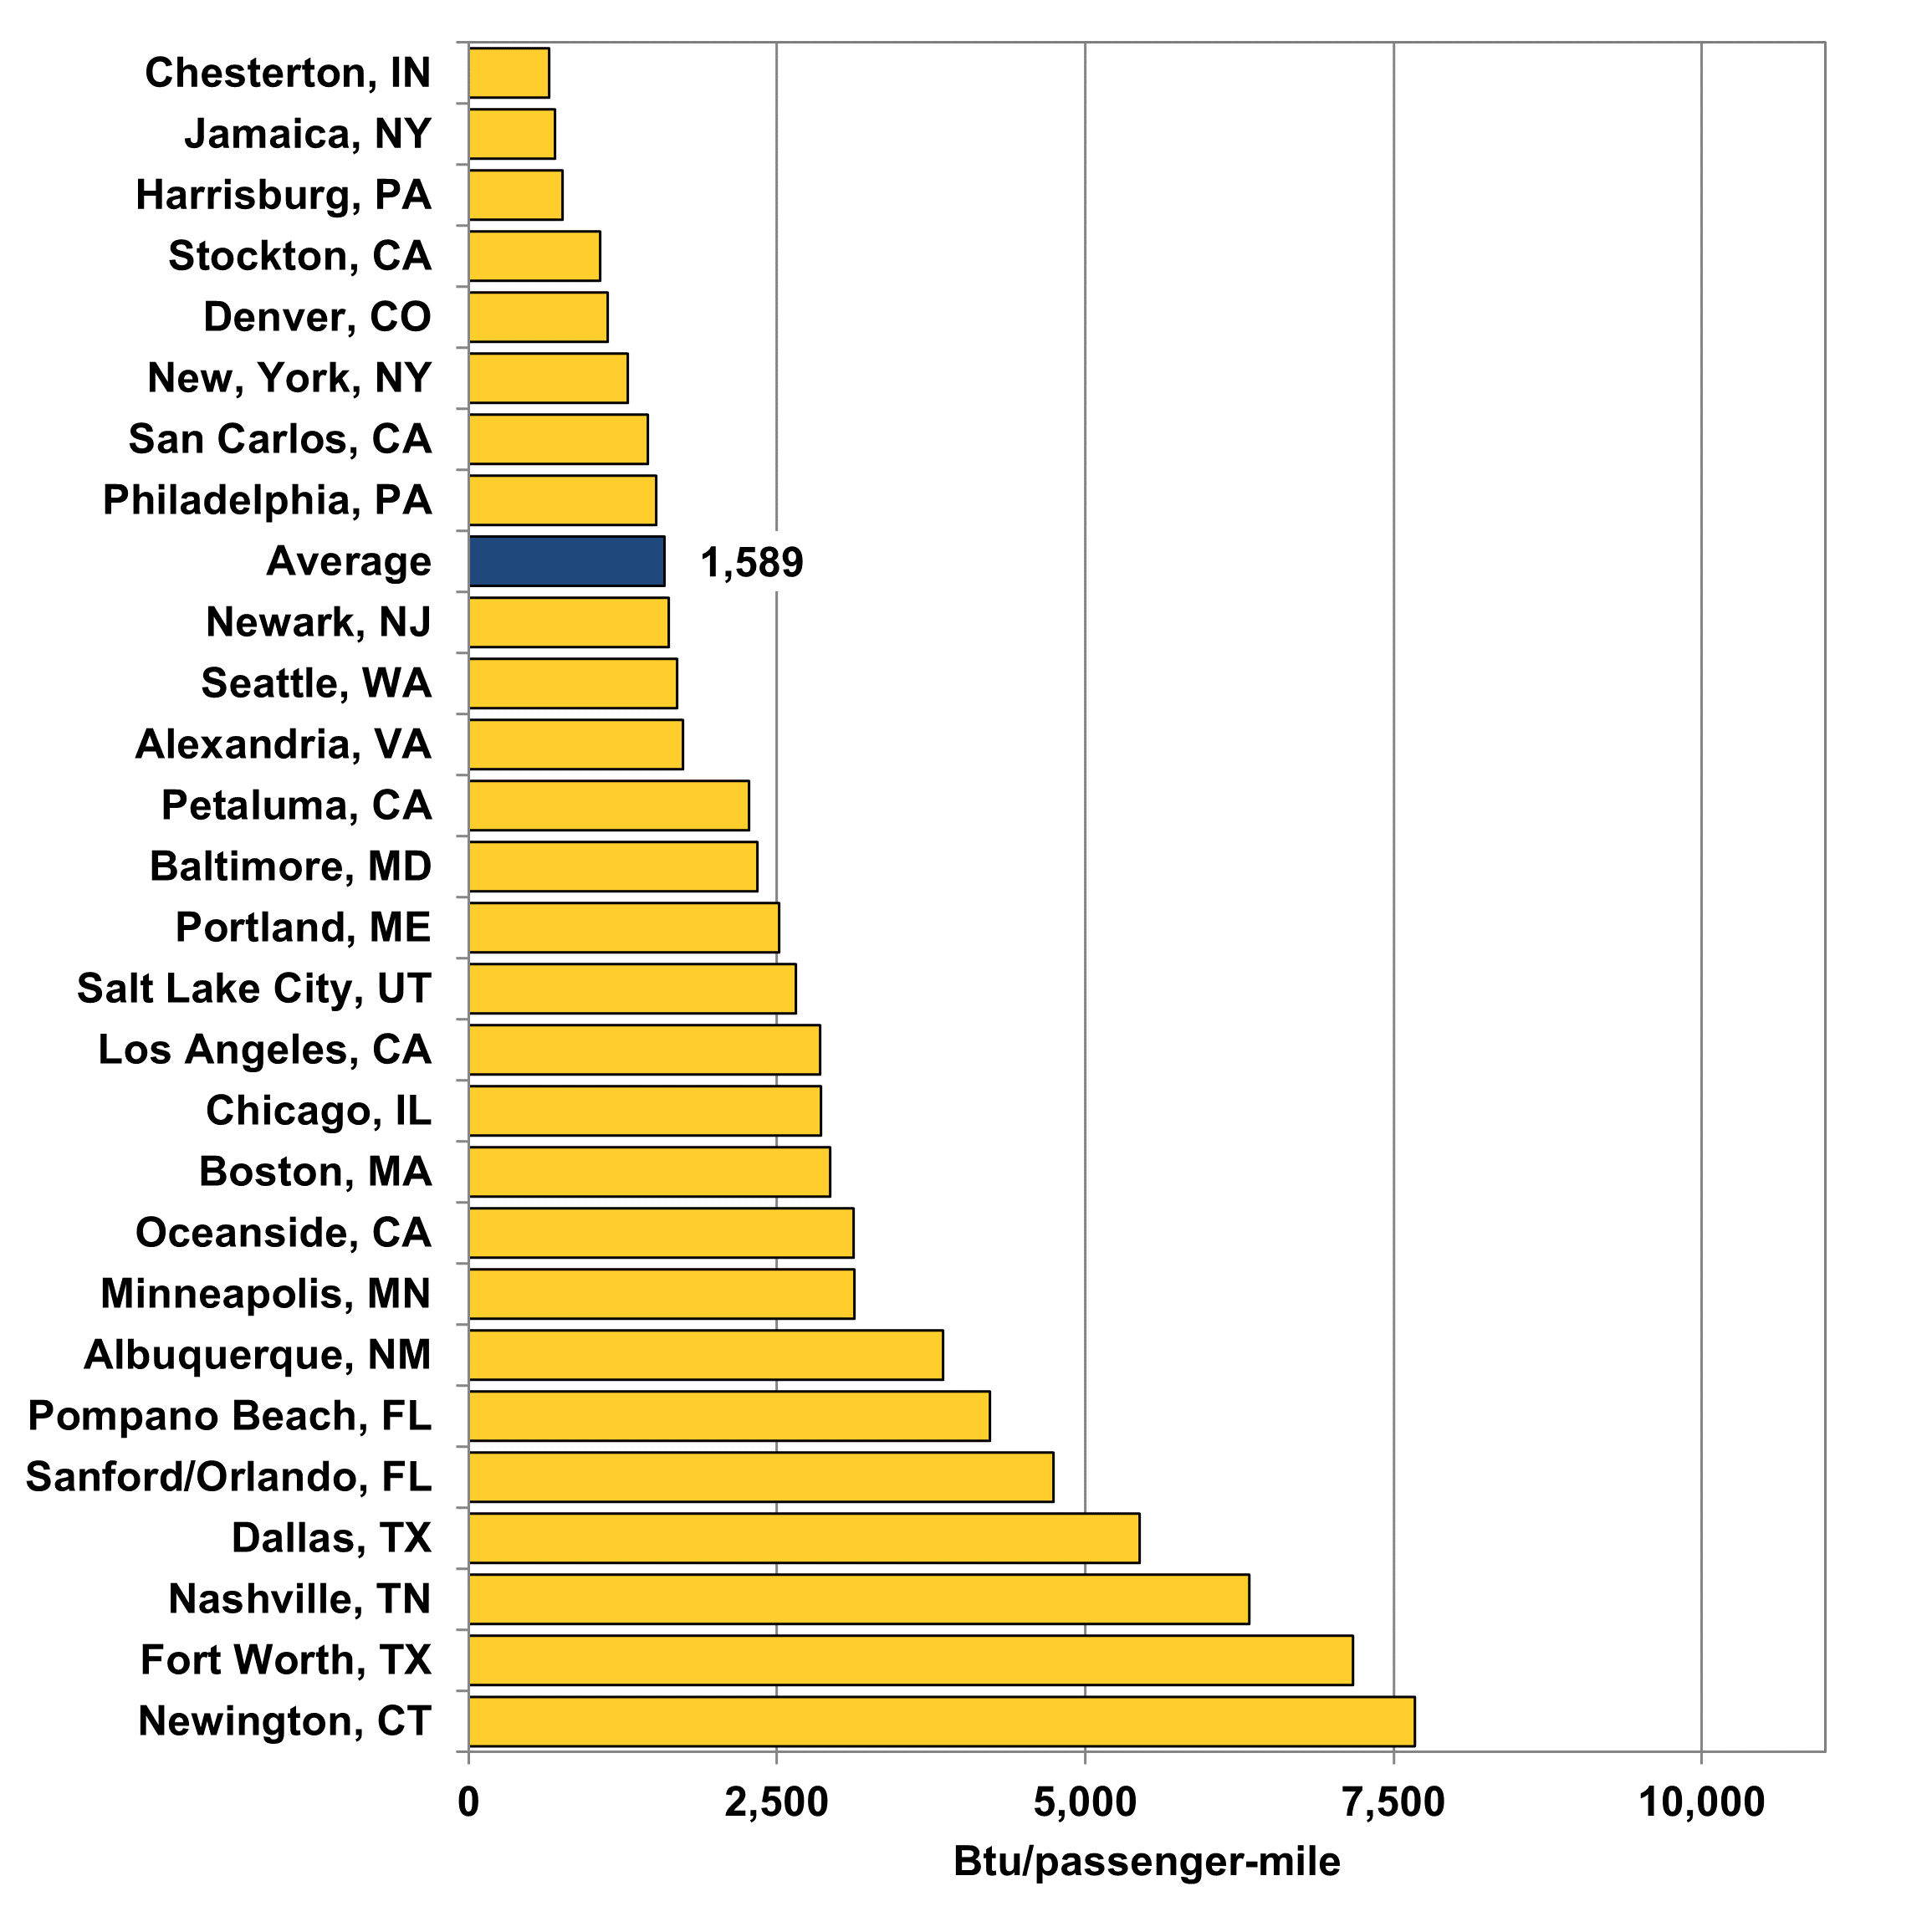 Chesterton, IN
Jamaica, NY
Harrisburg, PA
Stockton, CA
Denver, CO
New, York, NY
San Carlos, CA
Philadelphia, PA
Average 1,589
Newark, NJ
Seattle, WA
Alexandria, VA
Petaluma, CA
Baltimore, MD
Portland, ME
Salt Lake City, UT
Los Angeles, CA
Chicago, IL
Boston, MA
Oceanside, CA
Minneapolis, MN
Albuquerque, NM
Pompano Beach, FL
Sanford/Orlando, FL
Dallas, TX
Nashville, TN
Fort Worth, TX
Newington, CT
0 2,500 5,000 7,500 10,000
Btu/passenger-mile